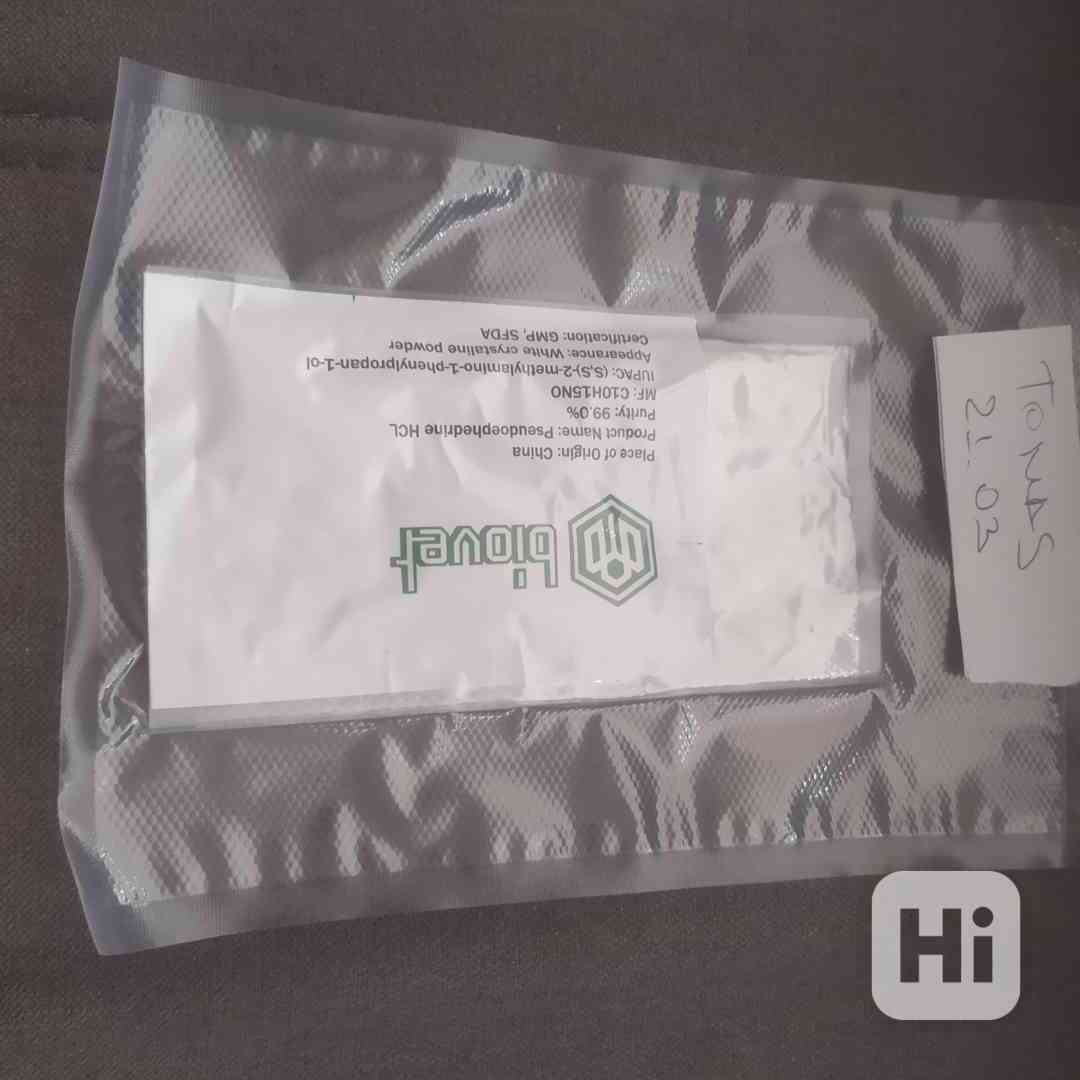 biovet
Place of Origin: China
Product Name: Pseudoephedrine HCL
Purity: 99.0%
MF: C10H15NO
IUPAC: (S,S)-2-methylamino-1-phenylpropan-1-ol
Appearance: White crystaline powder
Certification: GMP, SFDA
TOMAS
21.03
Hi